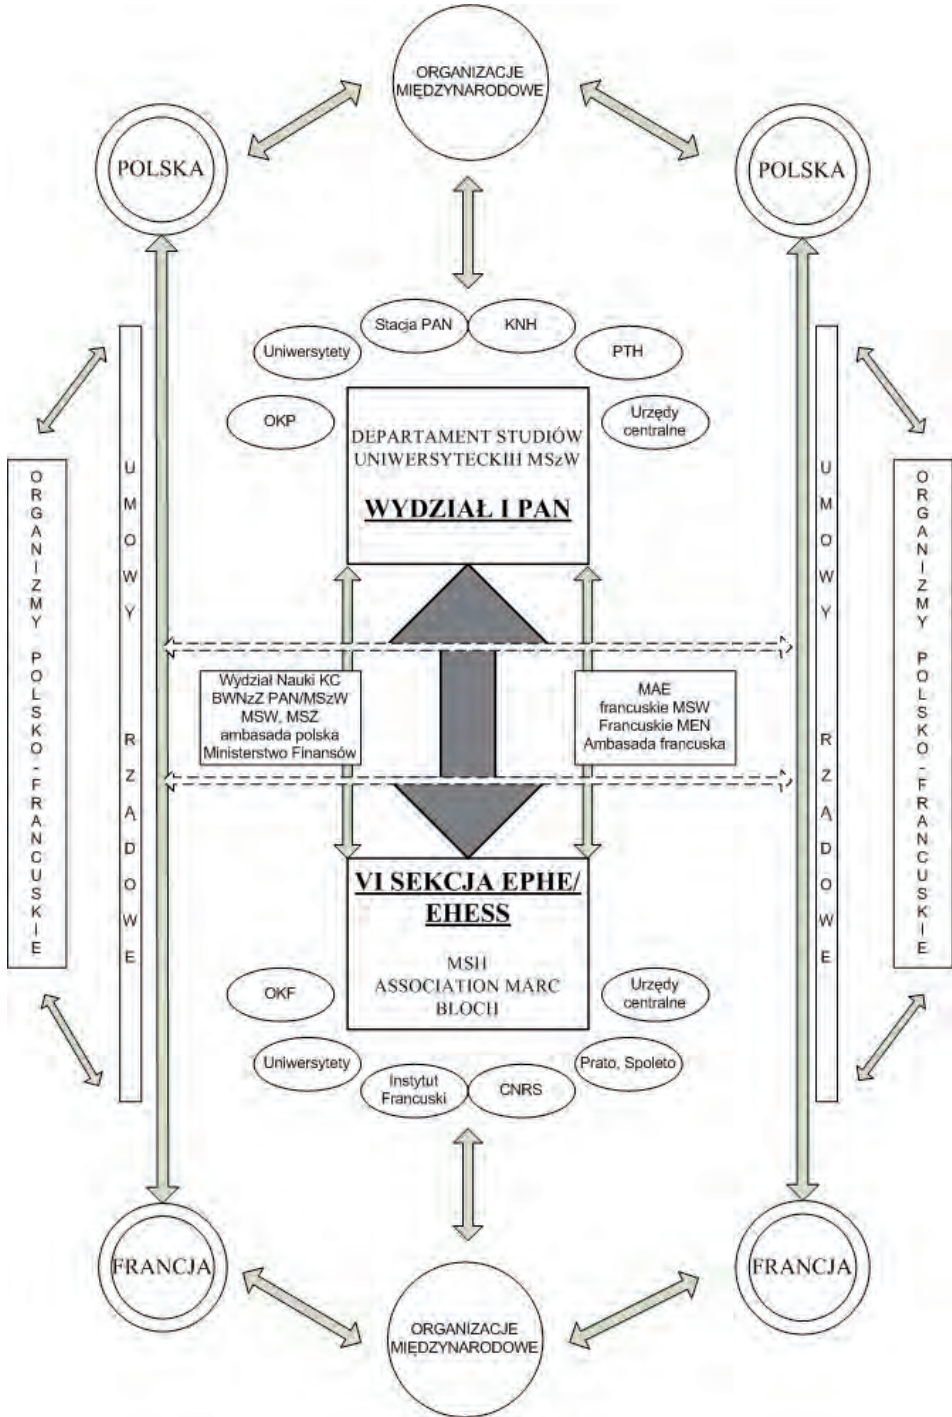 ORGANIZACJE
MIĘDZYNARODOWE
POLSKA
POLSKA
Stacja PAN
KNH
Uniwersytety
PTH
OKP
Urzędy
centralne
DEPARTAMENT STUDIÓW
UNIWERSYTECKIII MSzW
WYDZIAŁ I PAN
ORGANIZMY POLSKO-FRANCUSKIE
UMOWY RZĄDOWE
Wydział Nauki KC
BWNzZ PAN/MSzW
MSW, MSZ
ambasada polska
Ministerstwo Finansów
MAE
francuskie MSW
Francuskie MEN
Ambasada francuska
UMOWY RZĄDOWE
ORGANIZMY POLSKO-FRANCUSKIE
VI SEKCJA EPHE/
EHESS
MSH
ASSOCIATION MARC
BLOCH
OKF
Urzędy
centralne
Uniwersytety
Prato, Spoleto
Instytut
Francuski
CNRS
FRANCJA
FRANCJA
ORGANIZACJE
MIĘDZYNARODOWE